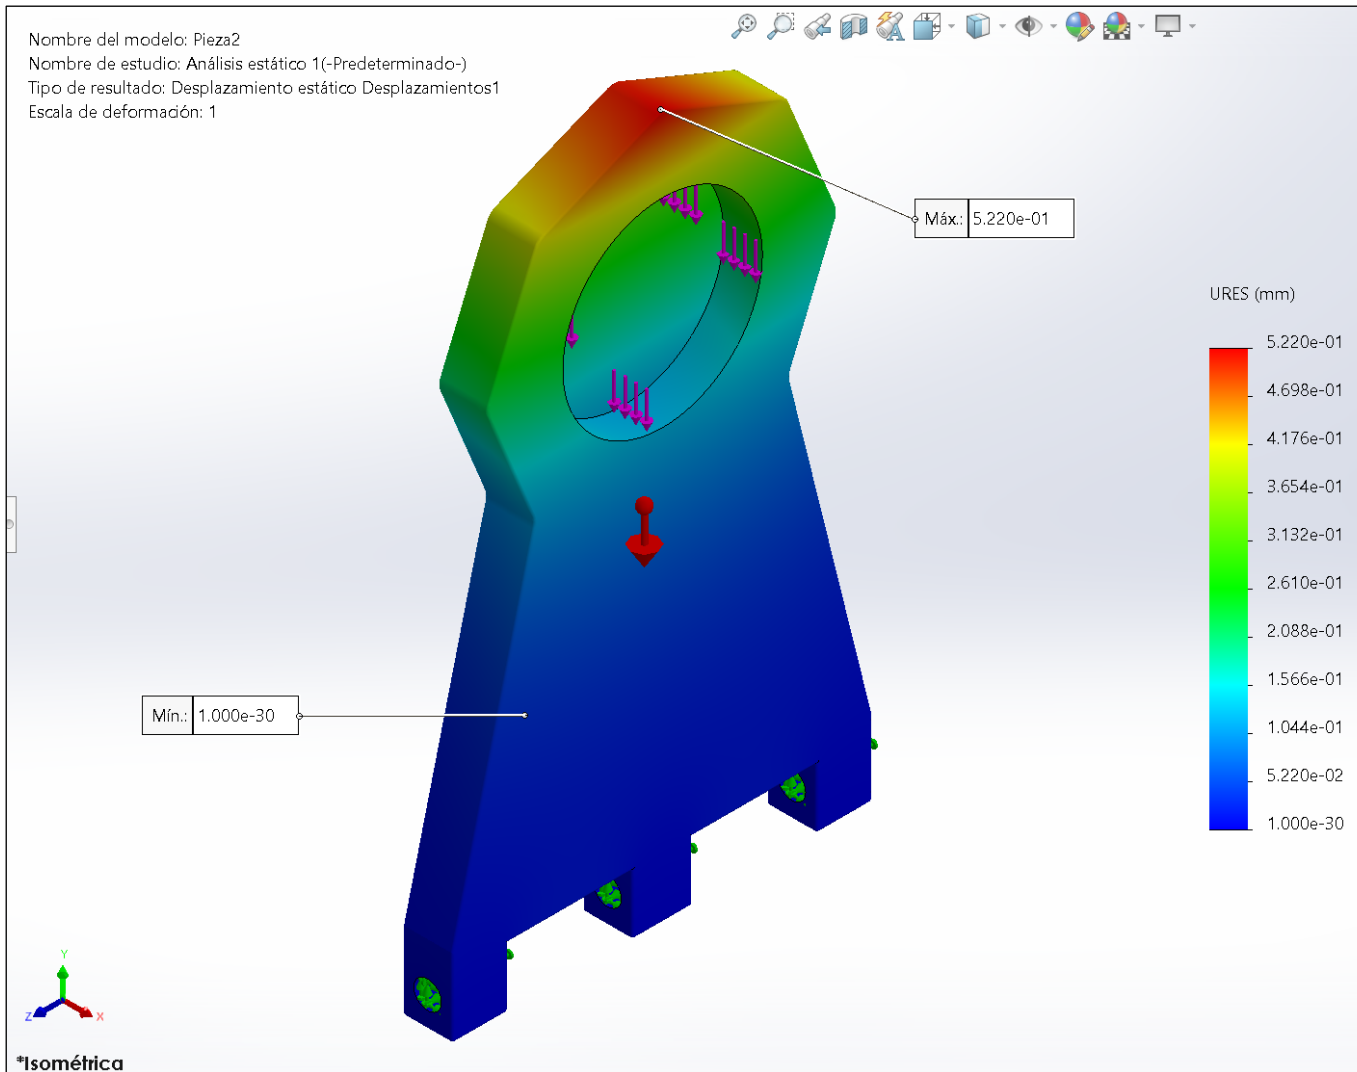 Nombre del modelo: Pieza2
Nombre de estudio: Análisis estático 1(-Predeterminado-)
Tipo de resultado: Desplazamiento estático Desplazamientos1
Escala de deformación: 1
Máx.: 5.220e-01
URES (mm)
5.220e-01
4.698e-01
4.176e-01
3.654e-01
3.132e-01
2.610e-01
2.088e-01
1.566e-01
1.044e-01
5.220e-02
1.000e-30
Mín.: 1.000e-30
Y
Z
X
*Isométrica